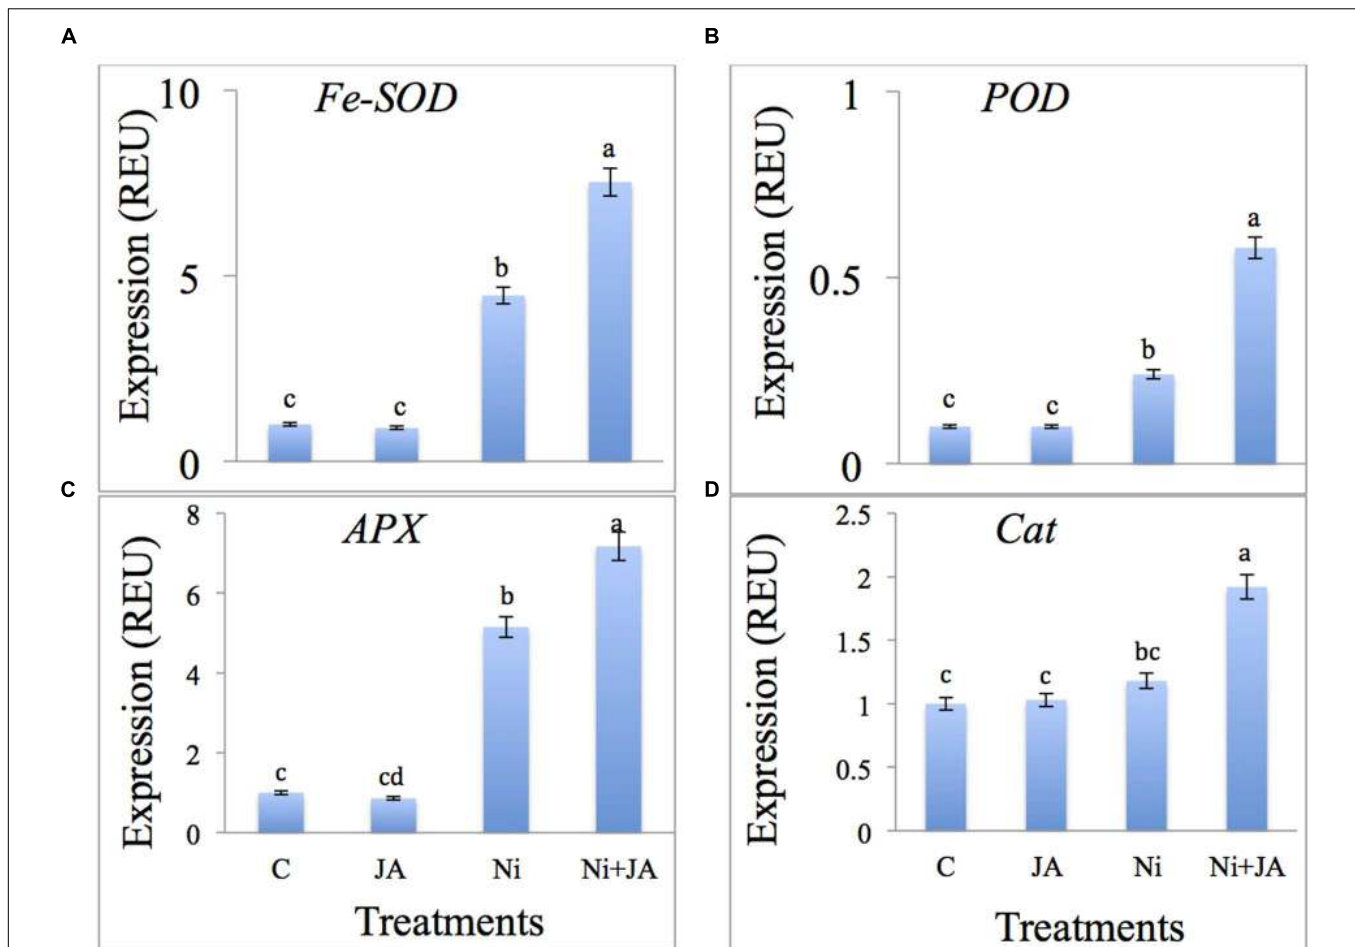 A
Fe-SOD
Expression (REU)
10
5
0
c
c
b
a
B
POD
Expression (REU)
1
0.5
0
c
c
b
a
C
APX
Expression (REU)
8
6
4
2
0
c
cd
b
a
C
JA
Ni
Ni+JA
Treatments
D
Cat
Expression (REU)
2.5
2
1.5
1
0.5
0
c
c
bc
a
C
JA
Ni
Ni+JA
Treatments